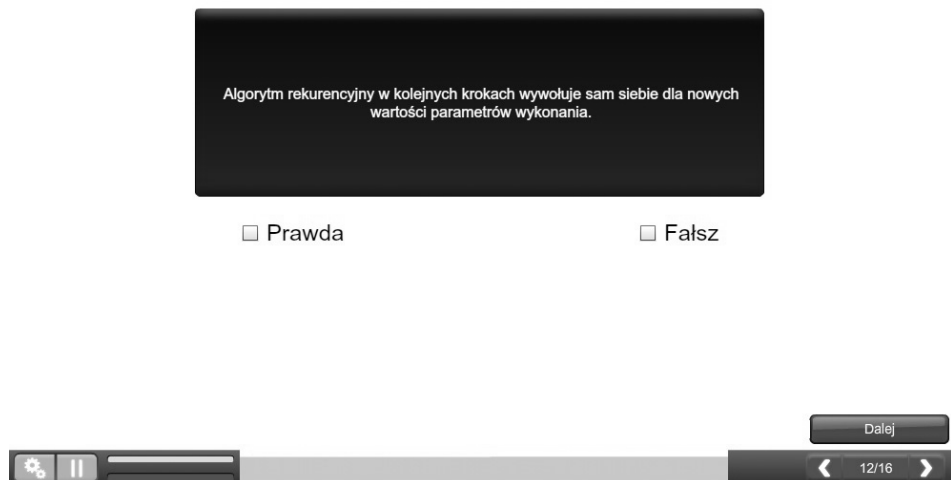 Algorytm rekurencyjny w kolejnych krokach wywołuje sam siebie dla nowych
wartości parametrów wykonania.
Prawda
Fałsz
Dalej
12/16